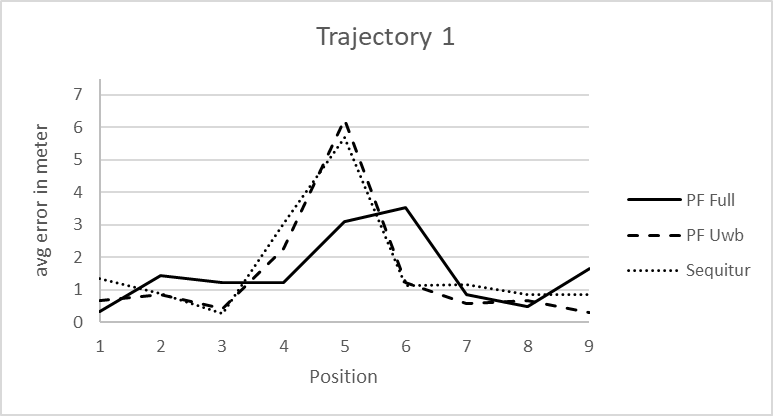 Trajectory 1
avg error in meter
7
6
5
4
3
2
1
0
1 2 3 4 5 6 7 8 9
Position
PF Full
PF Uwb
Sequitur